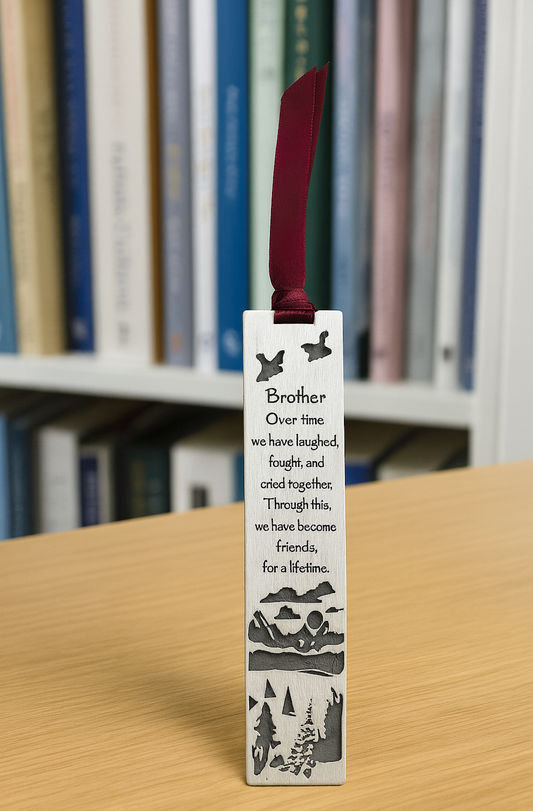 Brother
Over time
we have laughed,
fought, and
cried together,
Through this,
we have become
friends,
for a lifetime.